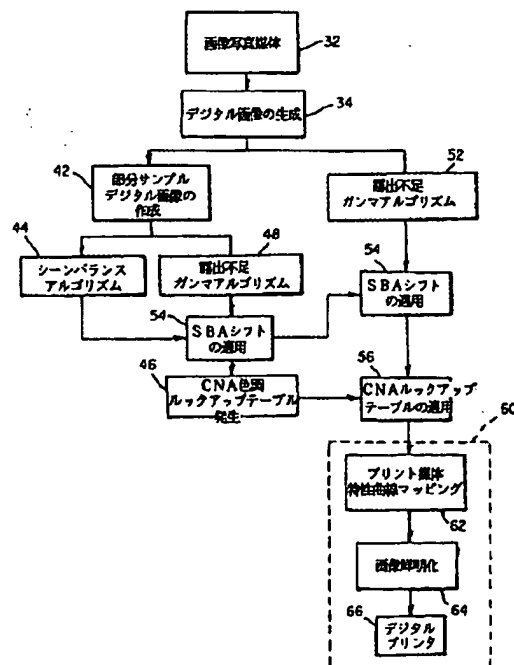 画像写真媒体
32
デジタル画像の生成
34
42
部分サンプル
デジタル画像の
作成
52
露出不足
ガンマアルゴリズム
44
シーンバランス
アルゴリズム
48
露出不足
ガンマアルゴリズム
54
SBAシフト
の適用
54
SBAシフト
の適用
46
CNA色調
ルックアップテーブル
発生
56
CNAルックアップ
テーブルの適用
60
プリント媒体
特性曲線マッピング
62
画像鮮明化
64
66
デジタル
プリンタ